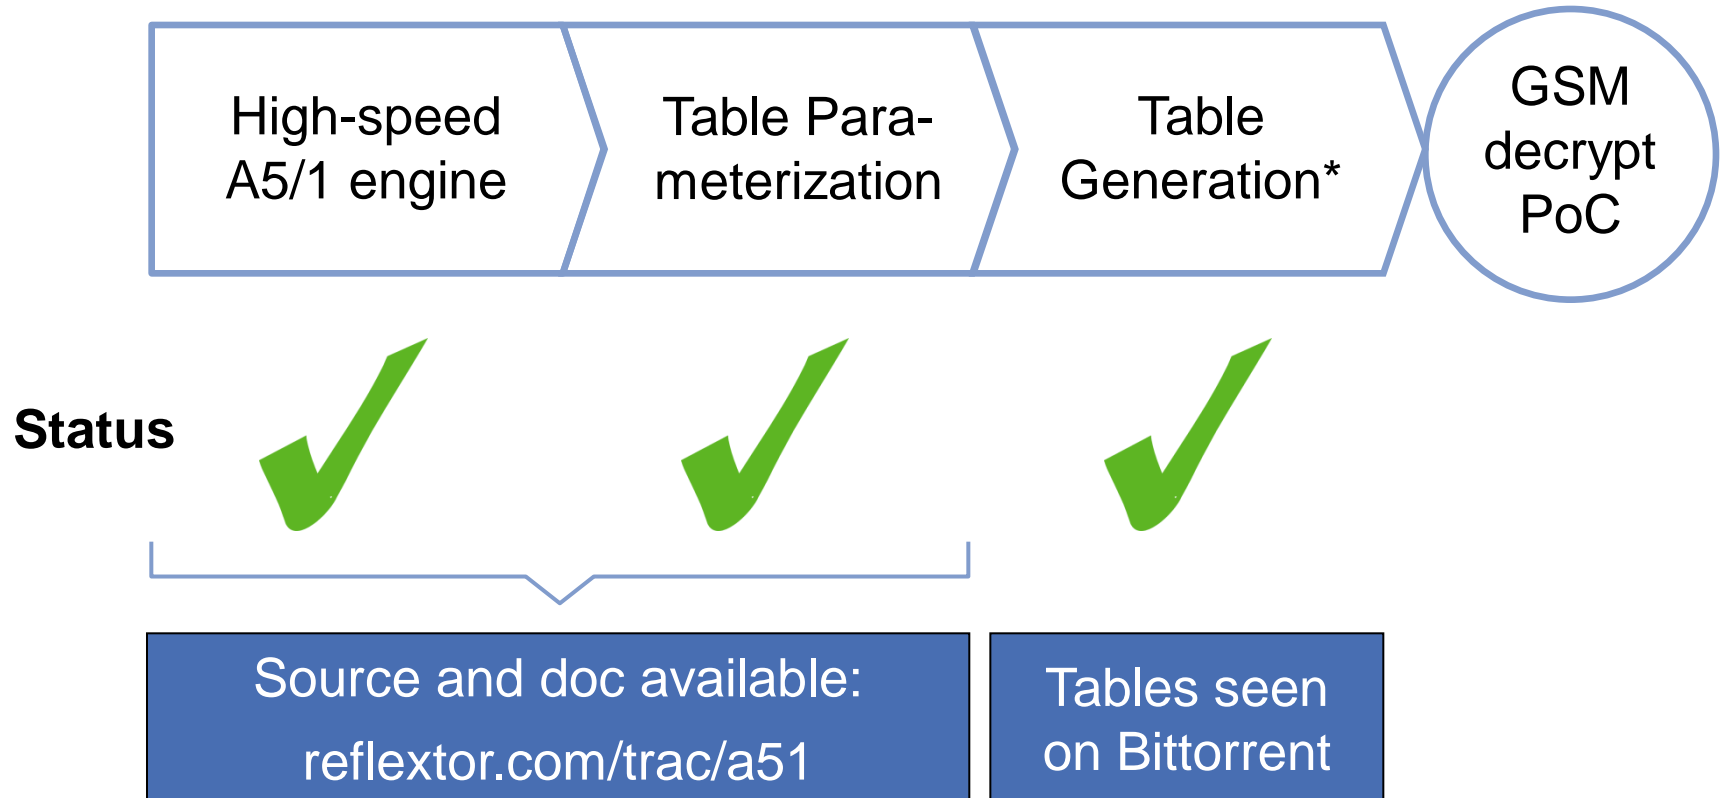 High-speed
A5/1 engine
Table Para-
meterization
Table
Generation*
GSM
decrypt
PoC
Status
Source and doc available:
reflextor.com/trac/a51
Tables seen
on Bittorrent